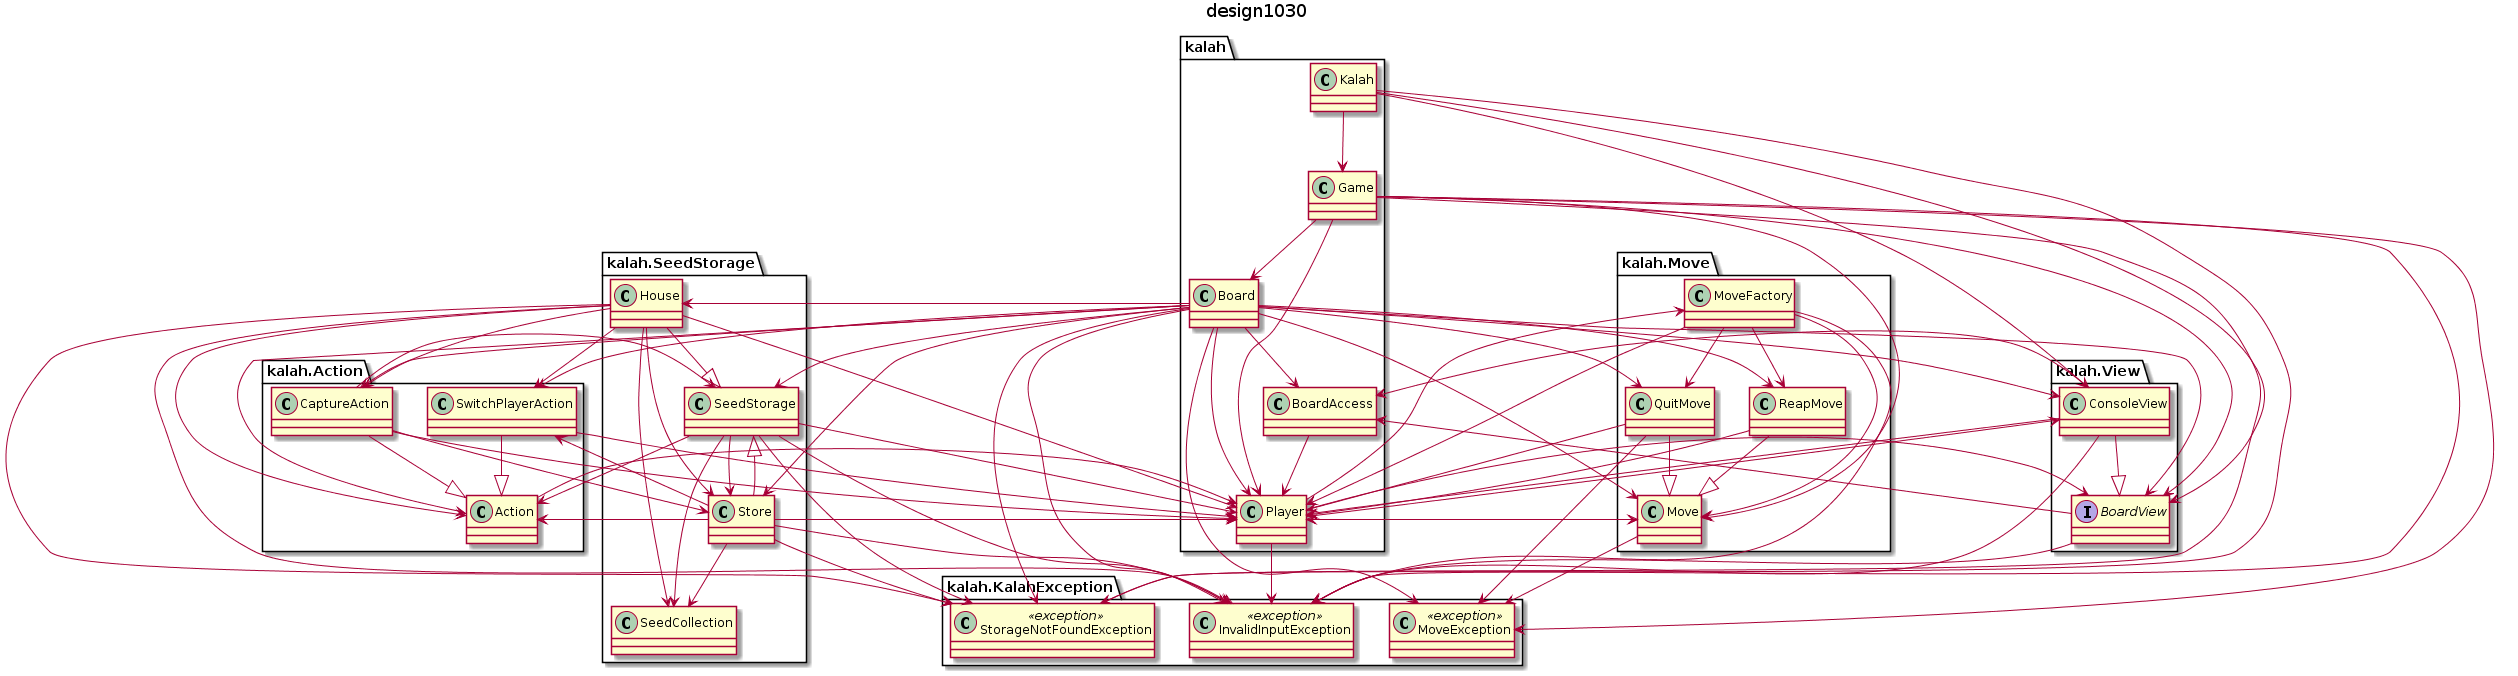 design1030
kalah
C Kalah
C Game
kalah.SeedStorage
kalah.Move
C House
C Board
C MoveFactory
kalah.Action
kalah.View
C CaptureAction
C SwitchPlayerAction
C SeedStorage
C BoardAccess
C QuitMove
C ReapMove
C ConsoleView
C Action
C Store
C Player
C Move
I BoardView
kalah.KalahException
C SeedCollection
C «exception»
StorageNotFoundException
C «exception»
InvalidInputException
C «exception»
MoveException